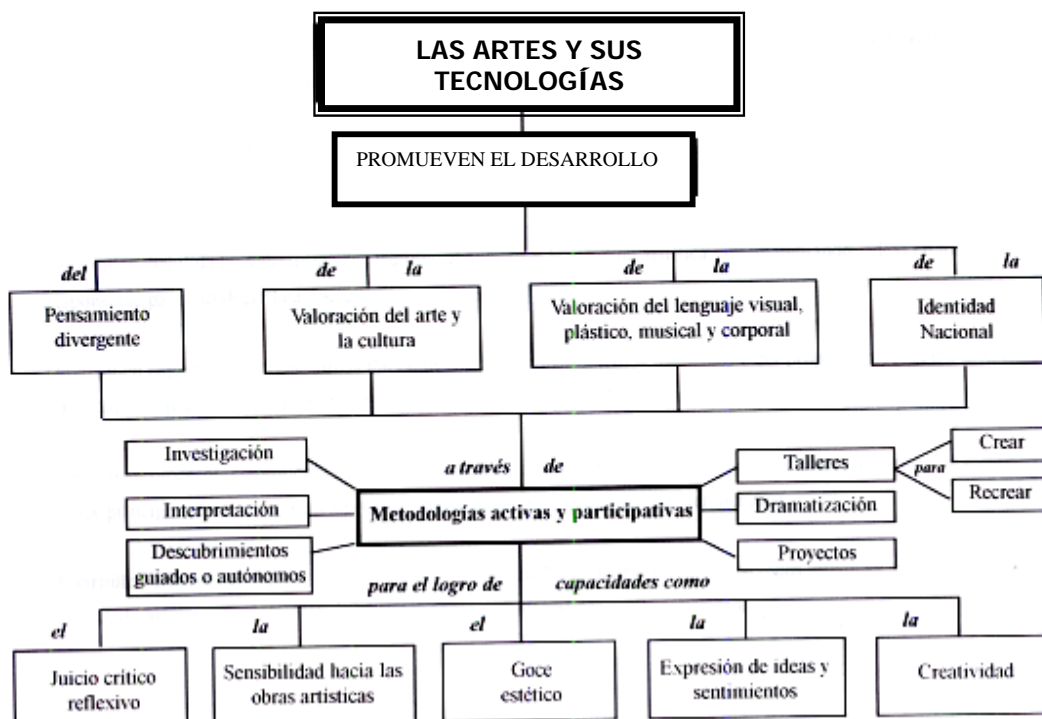 LAS ARTES Y SUS
TECNOLOGÍAS
PROMUEVEN EL DESARROLLO
del
de la
de la
de la
Pensamiento
divergente
Valoración del arte y
la cultura
Valoración del lenguaje visual,
plástico, musical y corporal
Identidad
Nacional
a través de
Investigación
Interpretación
Descubrimientos
guiados o autónomos
Metodologías activas y participativas
Talleres
para
Crear
Recrear
Dramatización
Proyectos
para el logro de capacidades como
el
la
el
la
la
Juicio crítico
reflexivo
Sensibilidad hacia las
obras artísticas
Goce
estético
Expresión de ideas y
sentimientos
Creatividad